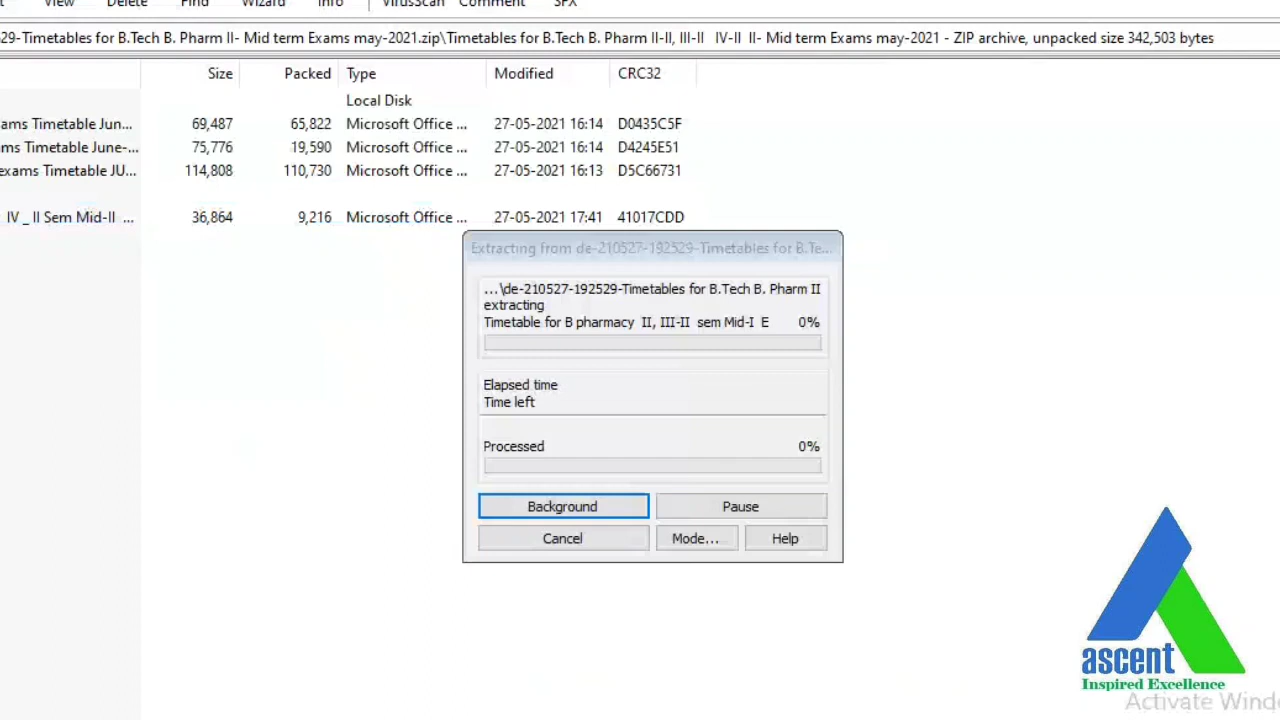 View Delete Find Wizard Info VirusScan Comment SFX
29-Timetables for B.Tech B. Pharm II- Mid term Exams may-2021.zip\Timetables for B.Tech B. Pharm II-II, III-II IV-II II- Mid term Exams may-2021 - ZIP archive, unpacked size 342,503 bytes
Size Packed Type Modified CRC32
Local Disk
ams Timetable Jun... 69,487 65,822 Microsoft Office ... 27-05-2021 16:14 D0435C5F
ms Timetable June-... 75,776 19,590 Microsoft Office ... 27-05-2021 16:14 D4245E51
exams Timetable JU... 114,808 110,730 Microsoft Office ... 27-05-2021 16:13 D5C66731
IV _ II Sem Mid-II ... 36,864 9,216 Microsoft Office ... 27-05-2021 17:41 41017CDD
Extracting from de-210527-192529-Timetables for B.Te...
...\de-210527-192529-Timetables for B.Tech B. Pharm II
extracting
Timetable for B pharmacy II, III-II sem Mid-I E 0%
Elapsed time
Time left
Processed 0%
Background Pause
Cancel Mode... Help
ascent
Inspired Excellence
Activate Windo